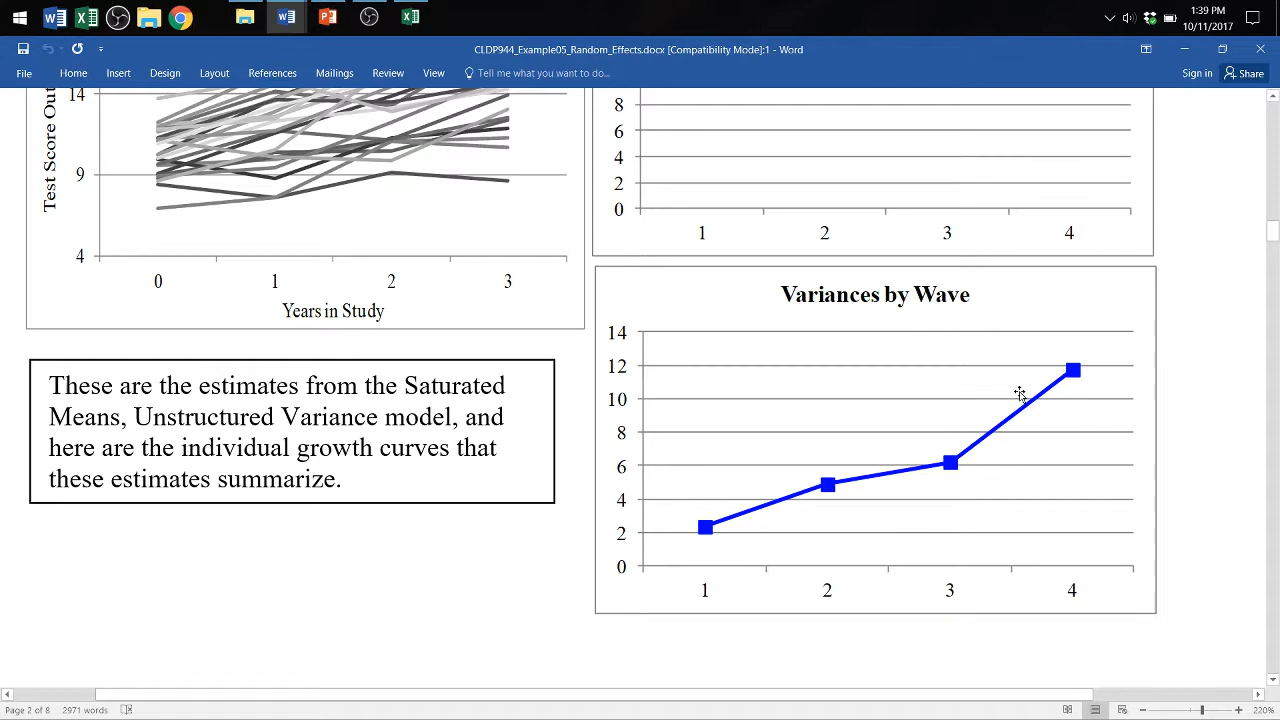 1:39 PM
10/11/2017
CLDP944_Example05_Random_Effects.docx [Compatibility Mode]:1 - Word
File Home Insert Design Layout References Mailings Review View Tell me what you want to do... Sign in Share
Test Score Out
14
9
4
0 1 2 3
Years in Study
8
6
4
2
0
1 2 3 4
These are the estimates from the Saturated
Means, Unstructured Variance model, and
here are the individual growth curves that
these estimates summarize.
Variances by Wave
14
12
10
8
6
4
2
0
1 2 3 4
Page 2 of 8 2971 words 220%